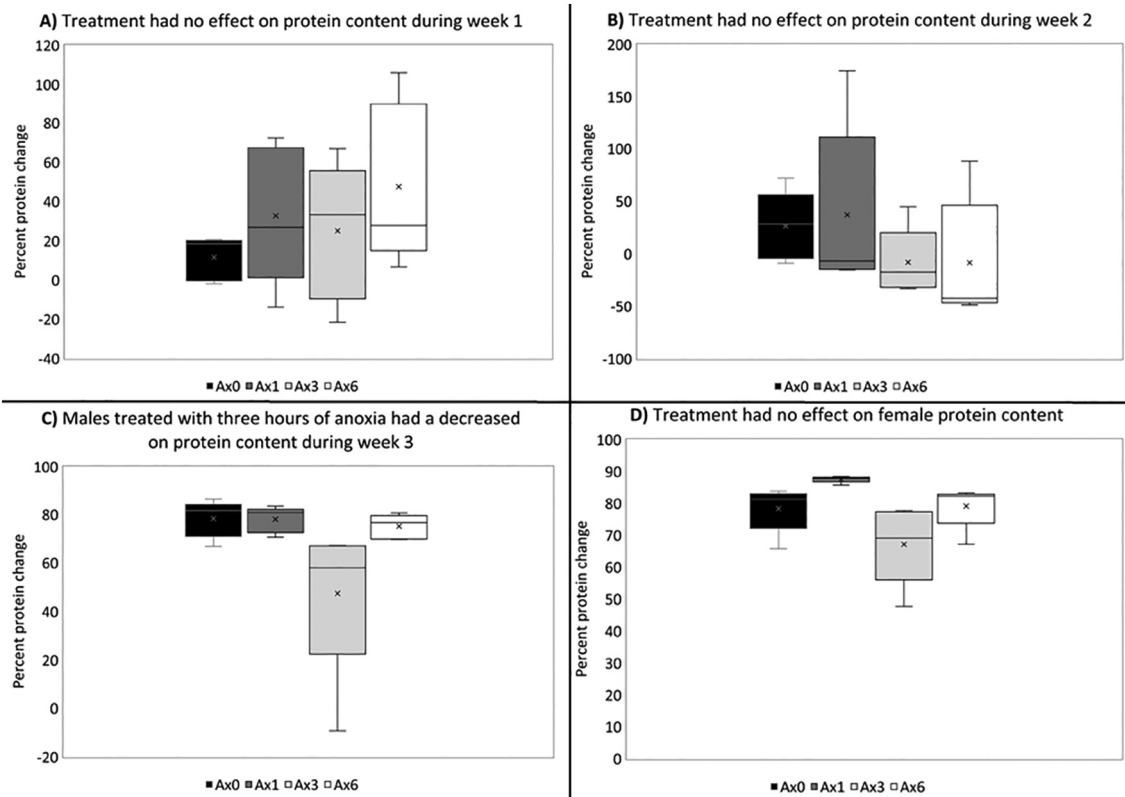 A) Treatment had no effect on protein content during week 1
Percent protein change
120
100
80
60
40
20
0
-20
-40
■ Ax0 ■ Ax1 □ Ax3 □ Ax6
B) Treatment had no effect on protein content during week 2
Percent protein change
200
150
100
50
0
-50
-100
■ Ax0 ■ Ax1 □ Ax3 □ Ax6
C) Males treated with three hours of anoxia had a decreased
on protein content during week 3
Percent protein change
100
80
60
40
20
0
-20
■ Ax0 ■ Ax1 □ Ax3 □ Ax6
D) Treatment had no effect on female protein content
Percent protein change
100
90
80
70
60
50
40
30
20
10
0
■ Ax0 ■ Ax1 □ Ax3 □ Ax6